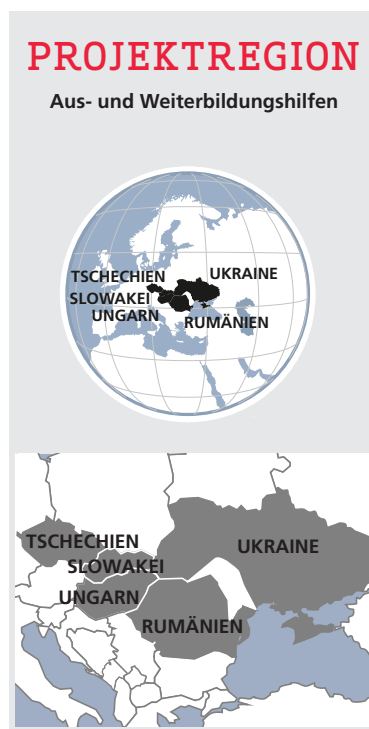 PROJEKTREGION
Aus- und Weiterbildungshilfen
TSCHECHIEN
UKRAINE
SLOWAKEI
UNGARN
RUMÄNIEN
TSCHECHIEN
UKRAINE
SLOWAKEI
UNGARN
RUMÄNIEN